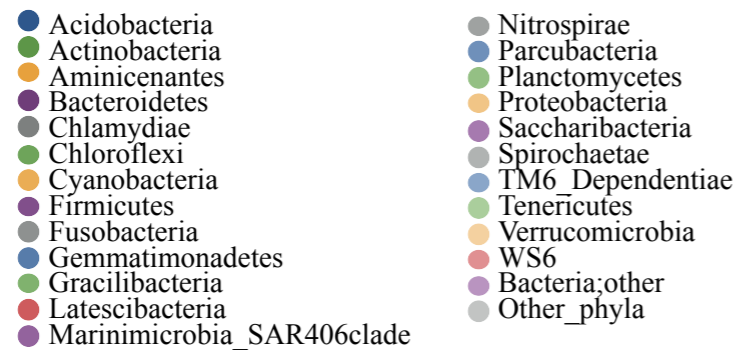 Acidobacteria
Actinobacteria
Aminicenantes
Bacteroidetes
Chlamydiae
Chloroflexi
Cyanobacteria
Firmicutes
Fusobacteria
Gemmatimonadetes
Gracilibacteria
Latescibacteria
Marinimicrobia_SAR406clade
Nitrospirae
Parcubacteria
Planctomycetes
Proteobacteria
Saccharibacteria
Spirochaetae
TM6_Dependentiae
Tenericutes
Verrucomicrobia
WS6
Bacteria;other
Other_phyla